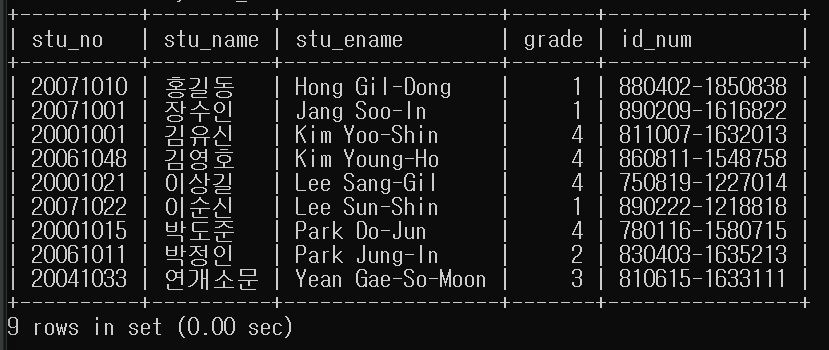 | stu_no | stu_name | stu_ename | grade | id_num |
| 20071010 | 홍길동 | Hong Gil-Dong | 1 | 880402-1850838 |
| 20071001 | 장수인 | Jang Soo-In | 1 | 890209-1616822 |
| 20001001 | 김유신 | Kim Yoo-Shin | 4 | 811007-1632013 |
| 20061048 | 김영호 | Kim Young-Ho | 4 | 860811-1548758 |
| 20001021 | 이상길 | Lee Sang-Gil | 4 | 750819-1227014 |
| 20071022 | 이순신 | Lee Sun-Shin | 1 | 890222-1218818 |
| 20001015 | 박도준 | Park Do-Jun | 4 | 780116-1580715 |
| 20061011 | 박정인 | Park Jung-In | 2 | 830403-1635213 |
| 20041033 | 연개소문 | Yean Gae-So-Moon | 3 | 810615-1633111 |
9 rows in set (0.00 sec)